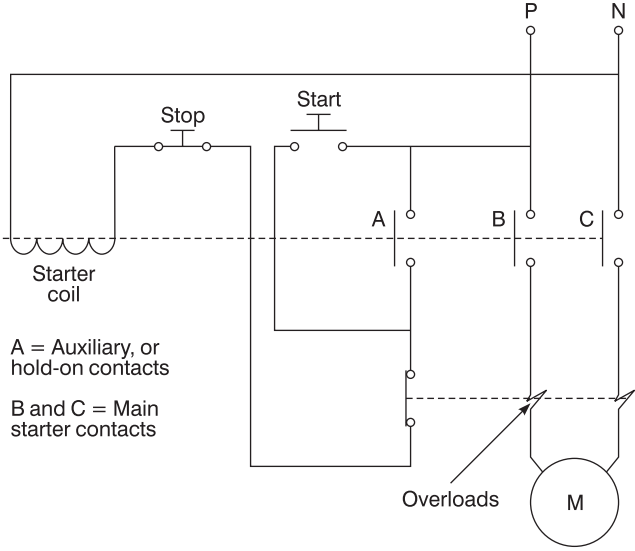 P N
Start
Stop
A B C
Starter
coil
A = Auxiliary, or
hold-on contacts
B and C = Main
starter contacts
Overloads
M